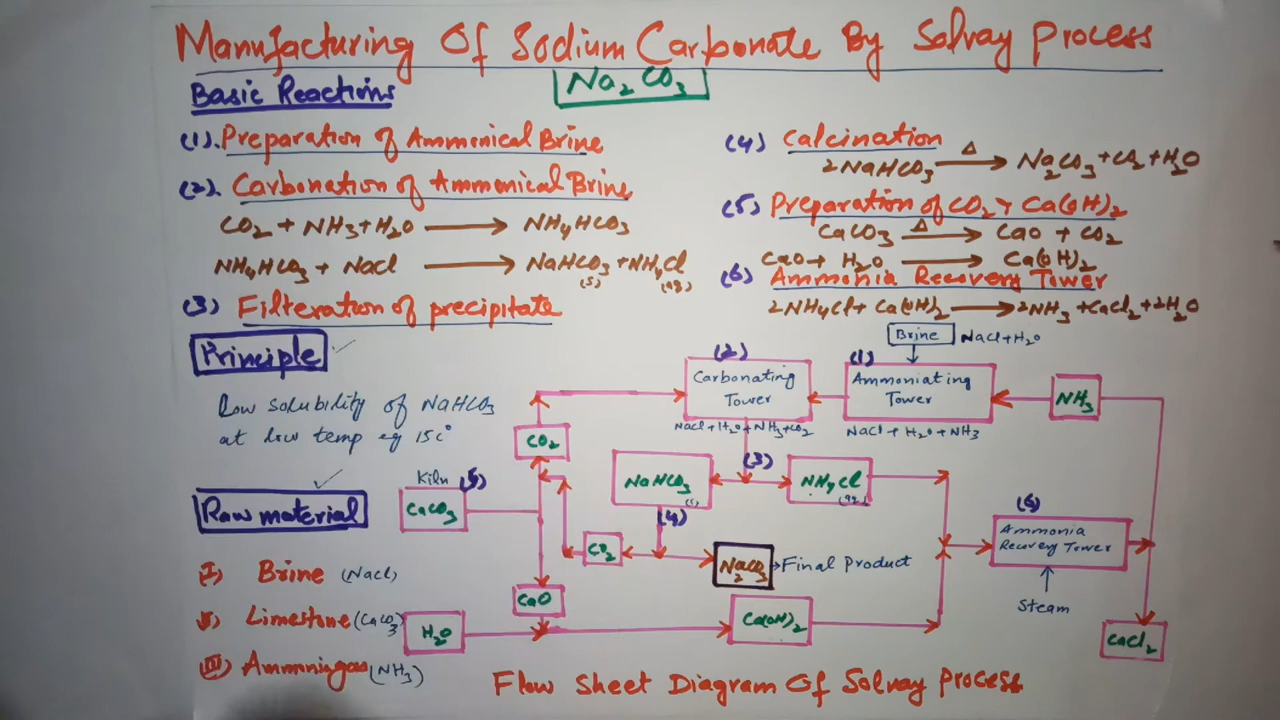 Manufacturing Of Sodium Carbonate By Solvay Process
Na2CO3
Basic Reactions
(1). Preparation of Ammonical Brine
(2). Carbonation of Ammonical Brine
CO2 + NH3 + H2O → NH4HCO3
NH4HCO3 + NaCl → NaHCO3 + NH4Cl
(s) (aq)
(3) Filteration of precipitate
(4) Calcination
2NaHCO3 Δ→ Na2CO3 + CO2 + H2O
(5) Preparation of CO2 & Ca(OH)2
CaCO3 Δ→ CaO + CO2
CaO + H2O → Ca(OH)2
(6) Ammonia Recovery Tower
2NH4Cl + Ca(OH)2 → 2NH3 + CaCl2 + 2H2O
Principle
Low solubility of NaHCO3
at low temp eg 15c°
Raw material
I) Brine (NaCl)
II) Limestone (CaCO3)
III) Ammonia gas (NH3)
Brine NaCl+H2O
(2) (1)
Carbonating Tower
Ammoniating Tower
NH3
NaCl + H2O + NH3 + CO2
NaCl + H2O + NH3
CO2
(3)
Kiln (5)
CaCO3
NaHCO3 (s)
NH4Cl (aq)
(4)
(6)
Ammonia Recovery Tower
CO2
Na2CO3 → Final Product
Steam
CaO
H2O
Ca(OH)2
CaCl2
Flow Sheet Diagram Of Solvay Process